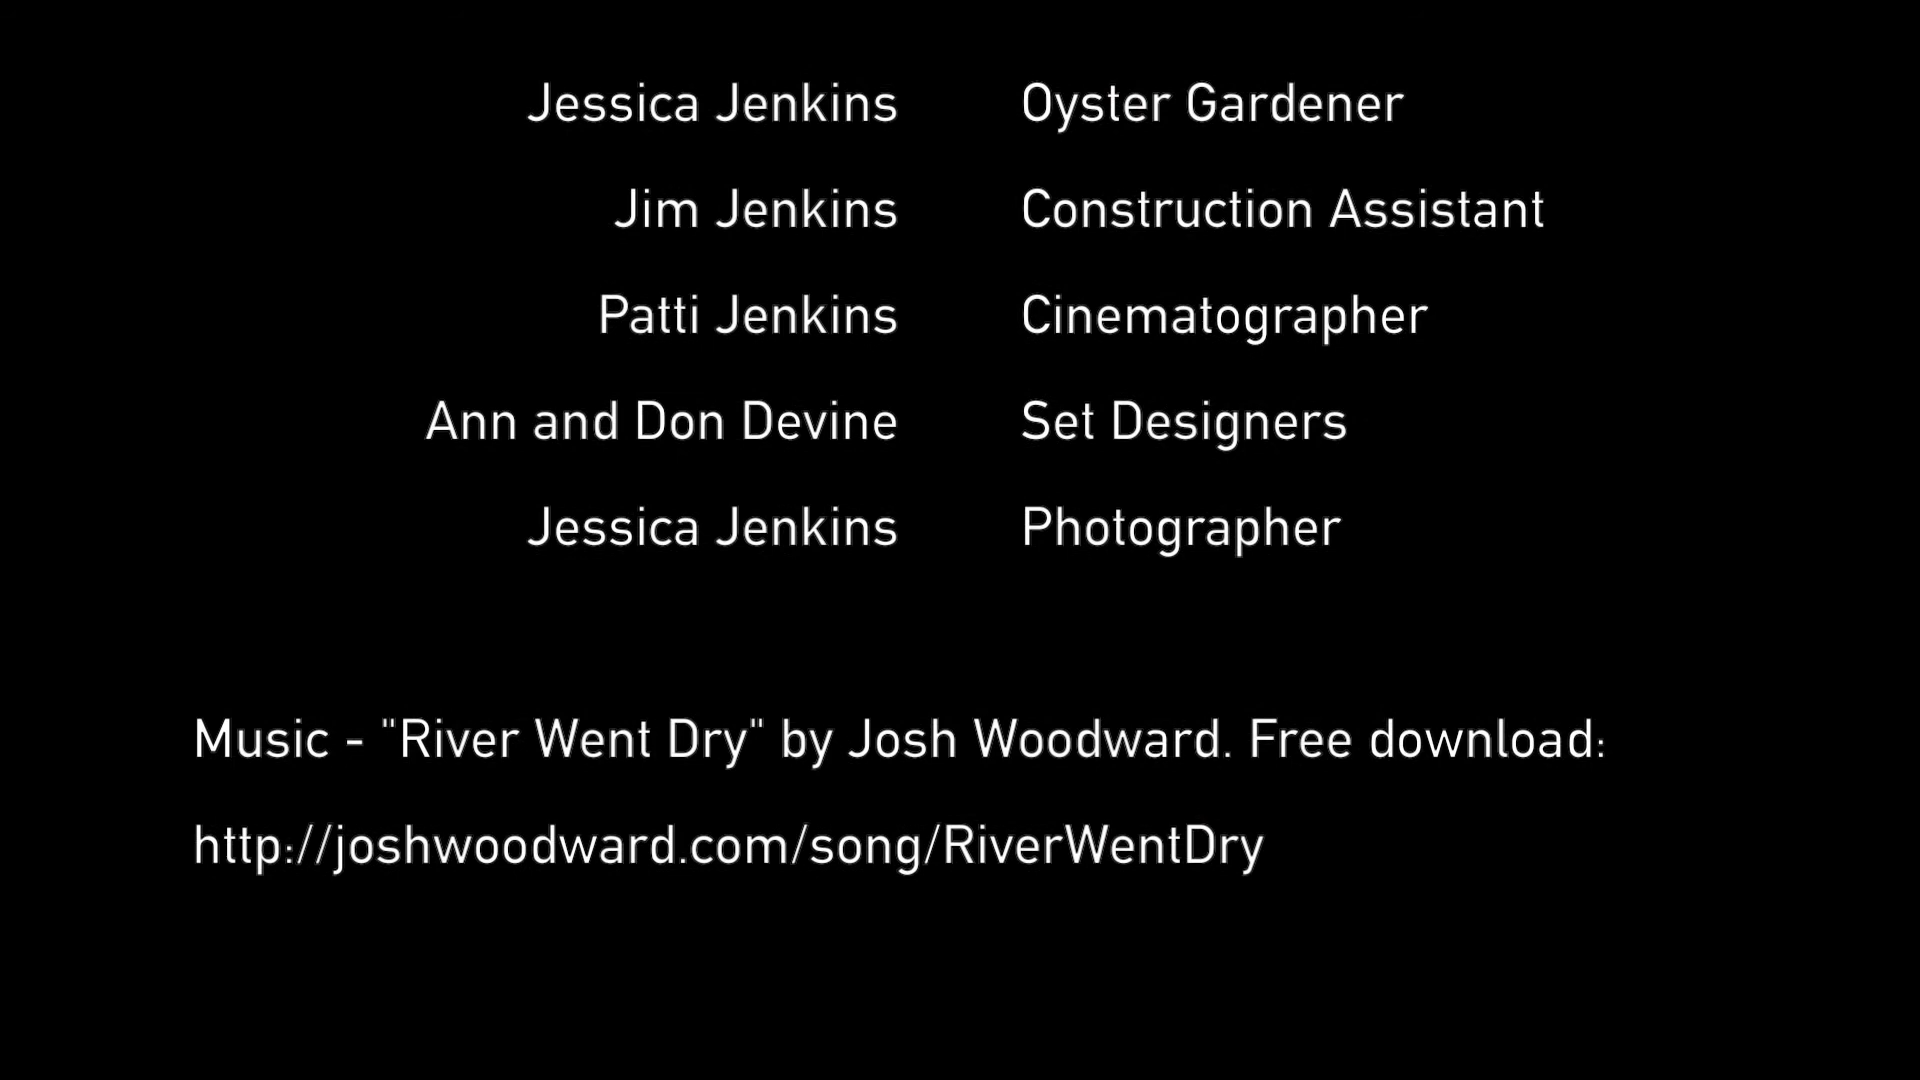 Jessica Jenkins Oyster Gardener
Jim Jenkins Construction Assistant
Patti Jenkins Cinematographer
Ann and Don Devine Set Designers
Jessica Jenkins Photographer
Music - "River Went Dry" by Josh Woodward. Free download:
http://joshwoodward.com/song/RiverWentDry